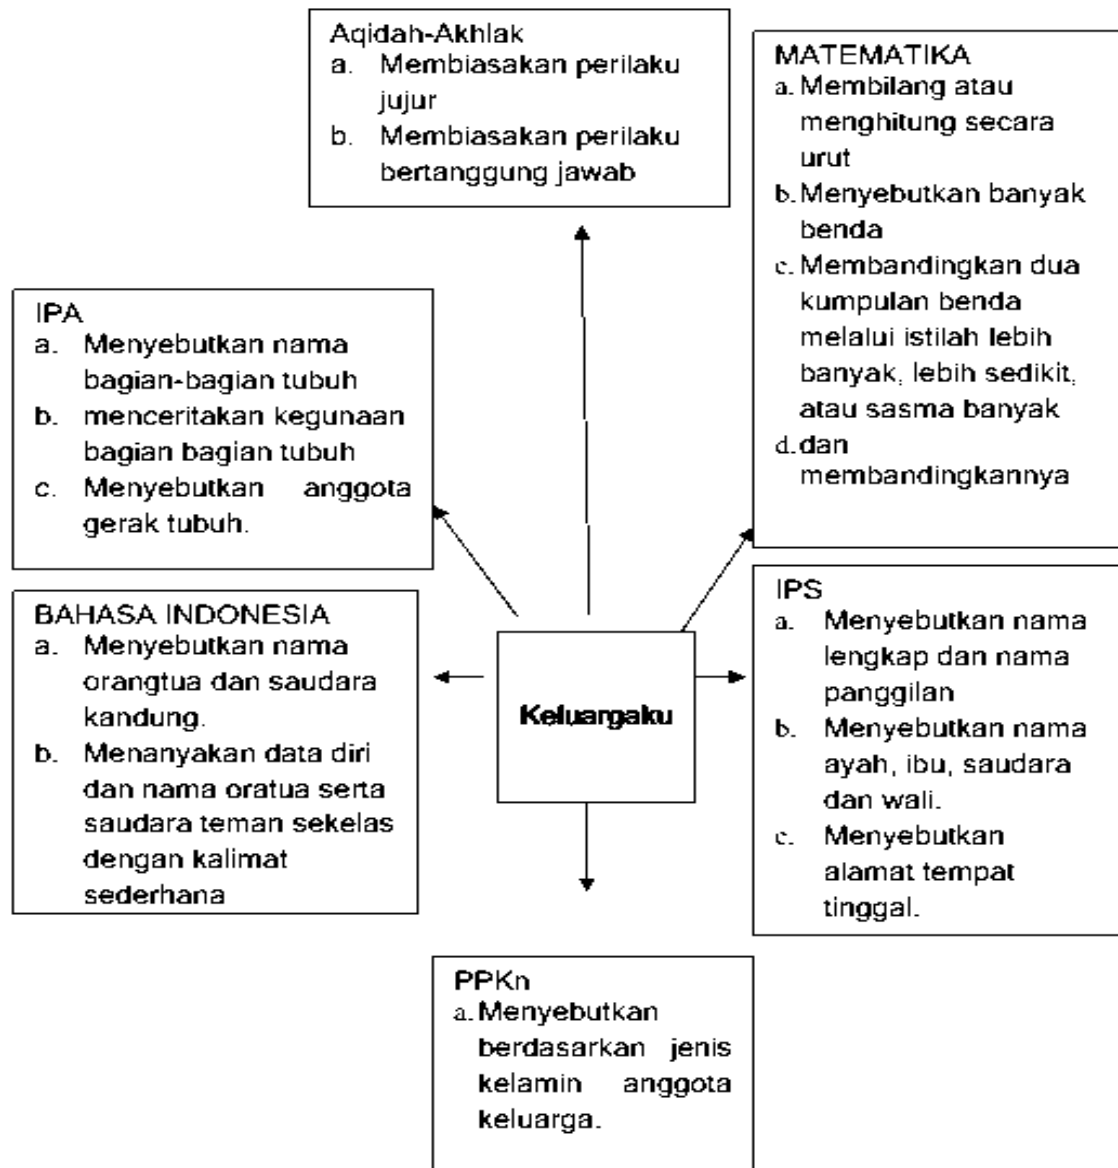 Aqidah-Akhlak
a. Membiasakan perilaku
jujur
b. Membiasakan perilaku
bertanggung jawab
MATEMATIKA
a. Membilang atau
menghitung secara
urut
b. Menyebutkan banyak
benda
c. Membandingkan dua
kumpulan benda
melalui istilah lebih
banyak, lebih sedikit,
atau sasma banyak
d. dan
membandingkannya
IPA
a. Menyebutkan nama
bagian-bagian tubuh
b. menceritakan kegunaan
bagian bagian tubuh
c. Menyebutkan anggota
gerak tubuh.
BAHASA INDONESIA
a. Menyebutkan nama
orangtua dan saudara
kandung.
b. Menanyakan data diri
dan nama oratua serta
saudara teman sekelas
dengan kalimat
sederhana
Keluargaku
IPS
a. Menyebutkan nama
lengkap dan nama
panggilan
b. Menyebutkan nama
ayah, ibu, saudara
dan wali.
c. Menyebutkan
alamat tempat
tinggal.
PPKn
a. Menyebutkan
berdasarkan jenis
kelamin anggota
keluarga.